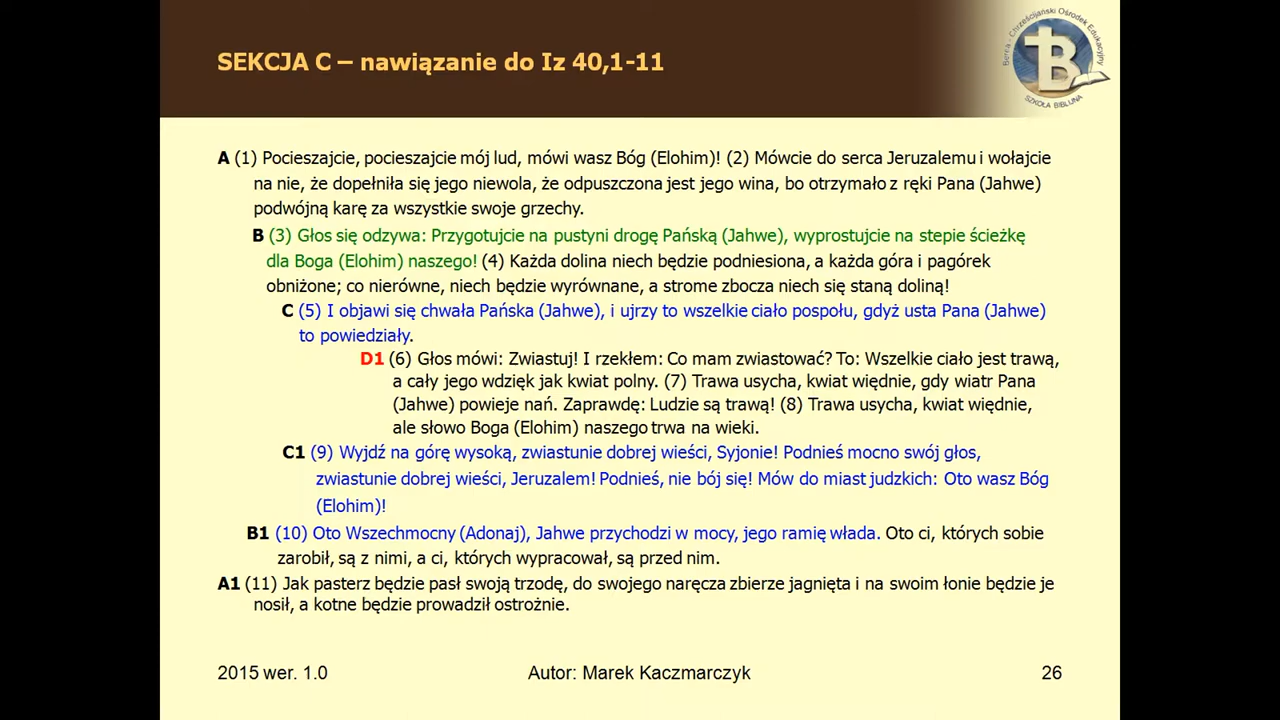 SEKCJA C – nawiązanie do Iz 40,1-11
Berea - Chrześcijański Ośrodek Edukacyjny
SZKOŁA BIBLIJNA
A (1) Pocieszajcie, pocieszajcie mój lud, mówi wasz Bóg (Elohim)! (2) Mówcie do serca Jeruzalemu i wołajcie
na nie, że dopełniła się jego niewola, że odpuszczona jest jego wina, bo otrzymało z ręki Pana (Jahwe)
podwójną karę za wszystkie swoje grzechy.
B (3) Głos się odzywa: Przygotujcie na pustyni drogę Pańską (Jahwe), wyprostujcie na stepie ścieżkę
dla Boga (Elohim) naszego! (4) Każda dolina niech będzie podniesiona, a każda góra i pagórek
obniżone; co nierówne, niech będzie wyrównane, a strome zbocza niech się staną doliną!
C (5) I objawi się chwała Pańska (Jahwe), i ujrzy to wszelkie ciało pospołu, gdyż usta Pana (Jahwe)
to powiedziały.
D1 (6) Głos mówi: Zwiastuj! I rzekłem: Co mam zwiastować? To: Wszelkie ciało jest trawą,
a cały jego wdzięk jak kwiat polny. (7) Trawa usycha, kwiat więdnie, gdy wiatr Pana
(Jahwe) powieje nań. Zaprawdę: Ludzie są trawą! (8) Trawa usycha, kwiat więdnie,
ale słowo Boga (Elohim) naszego trwa na wieki.
C1 (9) Wyjdź na górę wysoką, zwiastunie dobrej wieści, Syjonie! Podnieś mocno swój głos,
zwiastunie dobrej wieści, Jeruzalem! Podnieś, nie bój się! Mów do miast judzkich: Oto wasz Bóg
(Elohim)!
B1 (10) Oto Wszechmocny (Adonaj), Jahwe przychodzi w mocy, jego ramię włada. Oto ci, których sobie
zarobił, są z nimi, a ci, których wypracował, są przed nim.
A1 (11) Jak pasterz będzie pasł swoją trzodę, do swojego naręcza zbierze jagnięta i na swoim łonie będzie je
nosił, a kotne będzie prowadził ostrożnie.
2015 wer. 1.0
Autor: Marek Kaczmarczyk
26